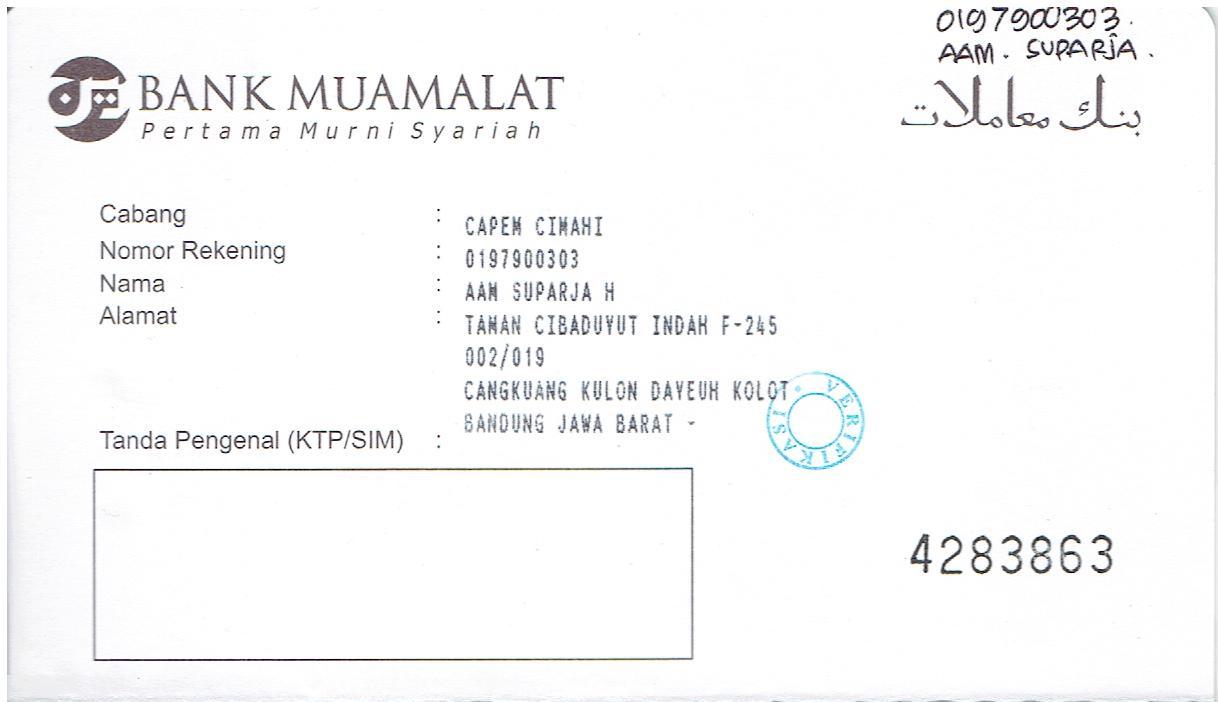 0197900303.
AAM. SUPARJA.
BANK MUAMALAT
Pertama Murni Syariah
بنك معاملات
Cabang : CAPEM CIMAHI
Nomor Rekening : 0197900303
Nama : AAM SUPARJA H
Alamat : TAMAN CIBADUYUT INDAH F-245
002/019
CANGKUANG KULON DAYEUH KOLOT
BANDUNG JAWA BARAT -
VERIFIKASI
Tanda Pengenal (KTP/SIM) :
4283863